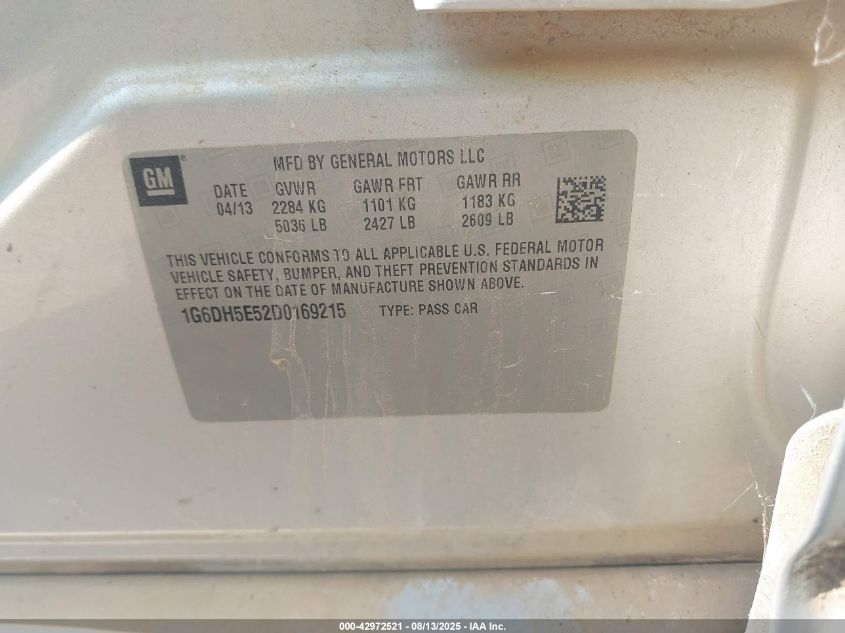 MFD BY GENERAL MOTORS LLC
GM®
DATE GVWR GAWR FRT GAWR RR
04/13 2284 KG 1101 KG 1183 KG
5036 LB 2427 LB 2609 LB
THIS VEHICLE CONFORMS TO ALL APPLICABLE U.S. FEDERAL MOTOR
VEHICLE SAFETY, BUMPER, AND THEFT PREVENTION STANDARDS IN
EFFECT ON THE DATE OF MANUFACTURE SHOWN ABOVE.
1G6DH5E52D0169215 TYPE: PASS CAR
000-42972521 - 08/13/2025 - IAA Inc.